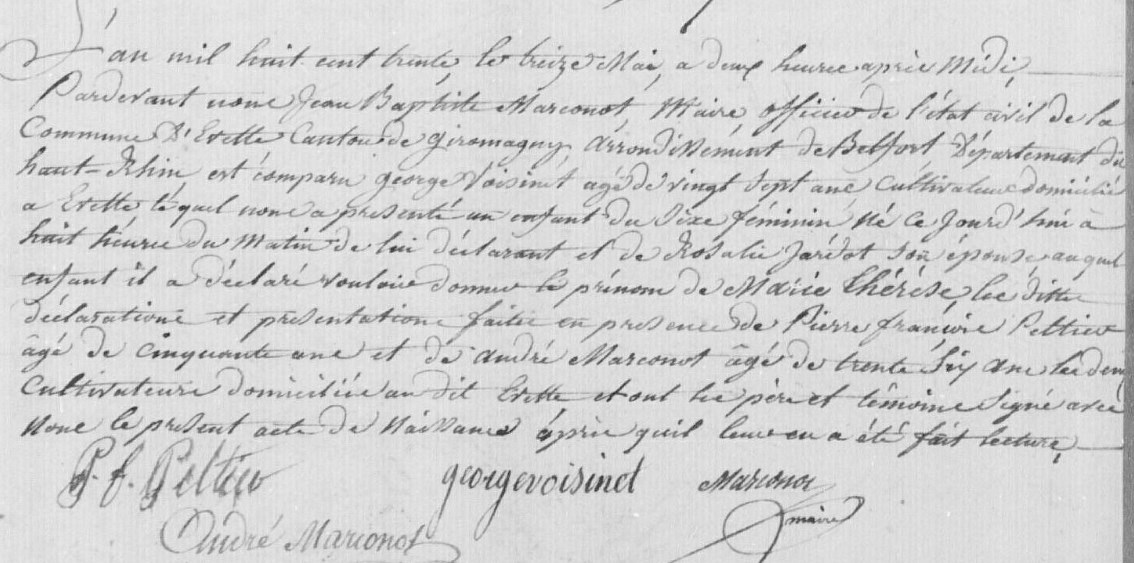 L'an mil huit cent trente, le treize Mai, a deux heures après Midi,
Pardevant nous Jean Baptiste Marconot, Maire officier de l'état civil de la
Commune D'Evette Canton de giromagny, arrondissement de Belfort, Département du
haut-Rhin, est comparu george Voisinet agé de vingt Sept ans Cultivateur domicilié
a Evette lequel nous a presenté un enfant du Sixe féminin né ce Jourd'hui à
huit heures du Matin de lui déclarant et de Rosalie Jardot Son épouse auquel
enfant il a déclaré vouloir donner le prénom de Marie thérèse, les dittes
déclarations et presentations faites en presence de Pierre françois Peltier
âgé de cinquante ans et de andré Marconot âgé de trente Six ans les deux
Cultivateurs domiciliés au dit Evette et ont les père et témoins Signé avec
Nous le present acte de Naissance après quil leur en a été fait lecture,
P. f. Peltier georgevoisinet Marconot
André Marconot maire